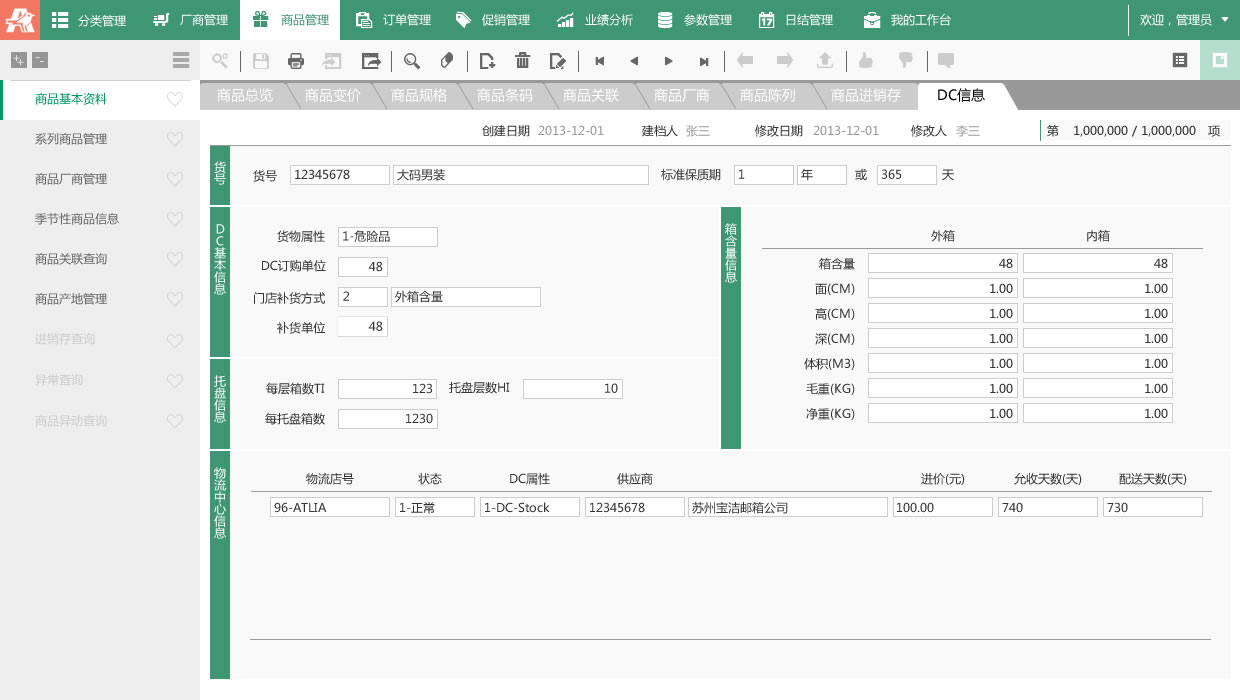 分类管理 厂商管理 商品管理 订单管理 促销管理 业绩分析 参数管理 17 日结管理 我的工作台 欢迎，管理员
商品总览 商品变价 商品规格 商品条码 商品关联 商品厂商 商品陈列 商品进销存 DC信息
商品基本资料
系列商品管理
商品厂商管理
季节性商品信息
商品关联查询
商品产地管理
进销存查询
异常查询
商品异动查询
创建日期 2013-12-01 建档人 张三 修改日期 2013-12-01 修改人 李三 第 1,000,000 / 1,000,000 项
货号
货号 12345678 大码男装 标准保质期 1 年 或 365 天
DC基本信息
货物属性 1-危险品
DC订购单位 48
门店补货方式 2 外箱含量
补货单位 48
托盘信息
每层箱数TI 123 托盘层数HI 10
每托盘箱数 1230
箱含量信息
外箱 内箱
箱含量 48 48
面(CM) 1.00 1.00
高(CM) 1.00 1.00
深(CM) 1.00 1.00
体积(M3) 1.00 1.00
毛重(KG) 1.00 1.00
净重(KG) 1.00 1.00
物流中心信息
物流店号 状态 DC属性 供应商 进价(元) 允收天数(天) 配送天数(天)
96-ATLIA 1-正常 1-DC-Stock 12345678 苏州宝洁邮箱公司 100.00 740 730